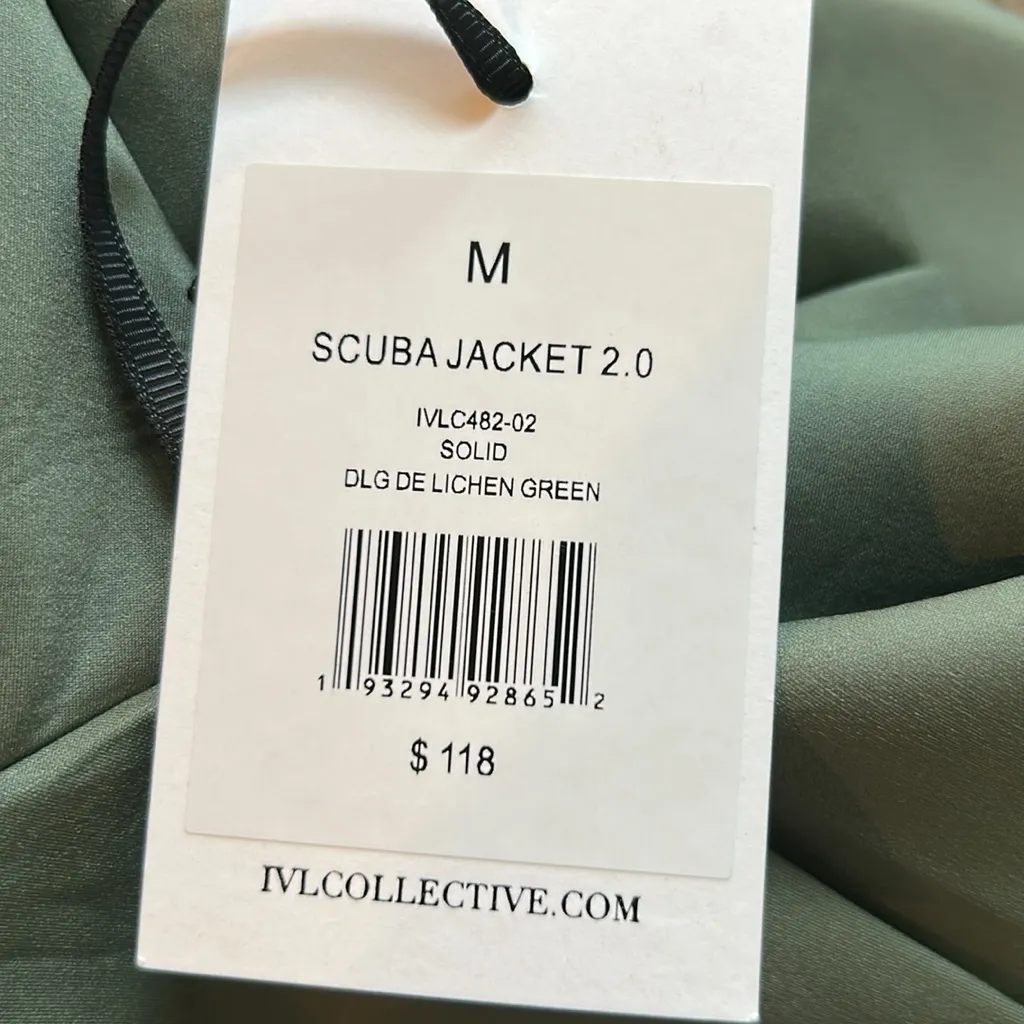 M
SCUBA JACKET 2.0
IVLC482-02
SOLID
DLG DE LICHEN GREEN
1 93294 92865 2
$ 118
IVLCOLLECTIVE.COM